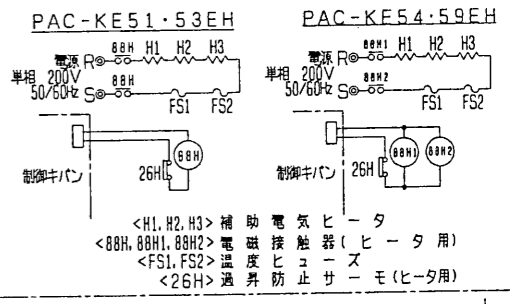 PAC-KE51・53EH
88H H1 H2 H3
電源 R
単相 200V 88H
50/60Hz S
FS1 FS2
制御キバン 26H 88H
PAC-KE54・59EH
88H1 H1 H2 H3
電源 R
単相 200V 88H2
50/60Hz S
FS1 FS2
制御キバン 26H 88H1 88H2
<H1, H2, H3> 補助電気ヒータ
<88H, 88H1, 88H2> 電磁接触器(ヒータ用)
<FS1, FS2> 温度ヒューズ
<26H> 過昇防止サーモ(ヒータ用)